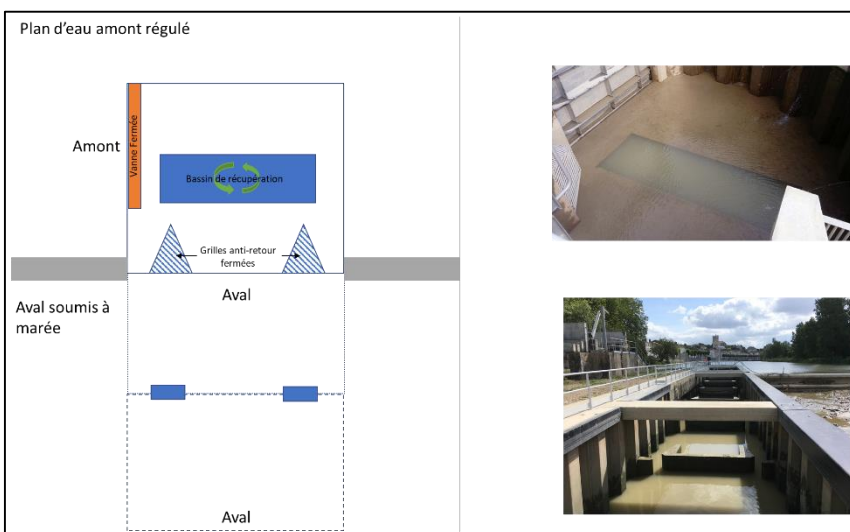 Plan d'eau amont régulé
Amont
Vanne Fermée
Bassin de récupération
Grilles anti-retour
fermées
Aval
Aval soumis à
marée
Aval